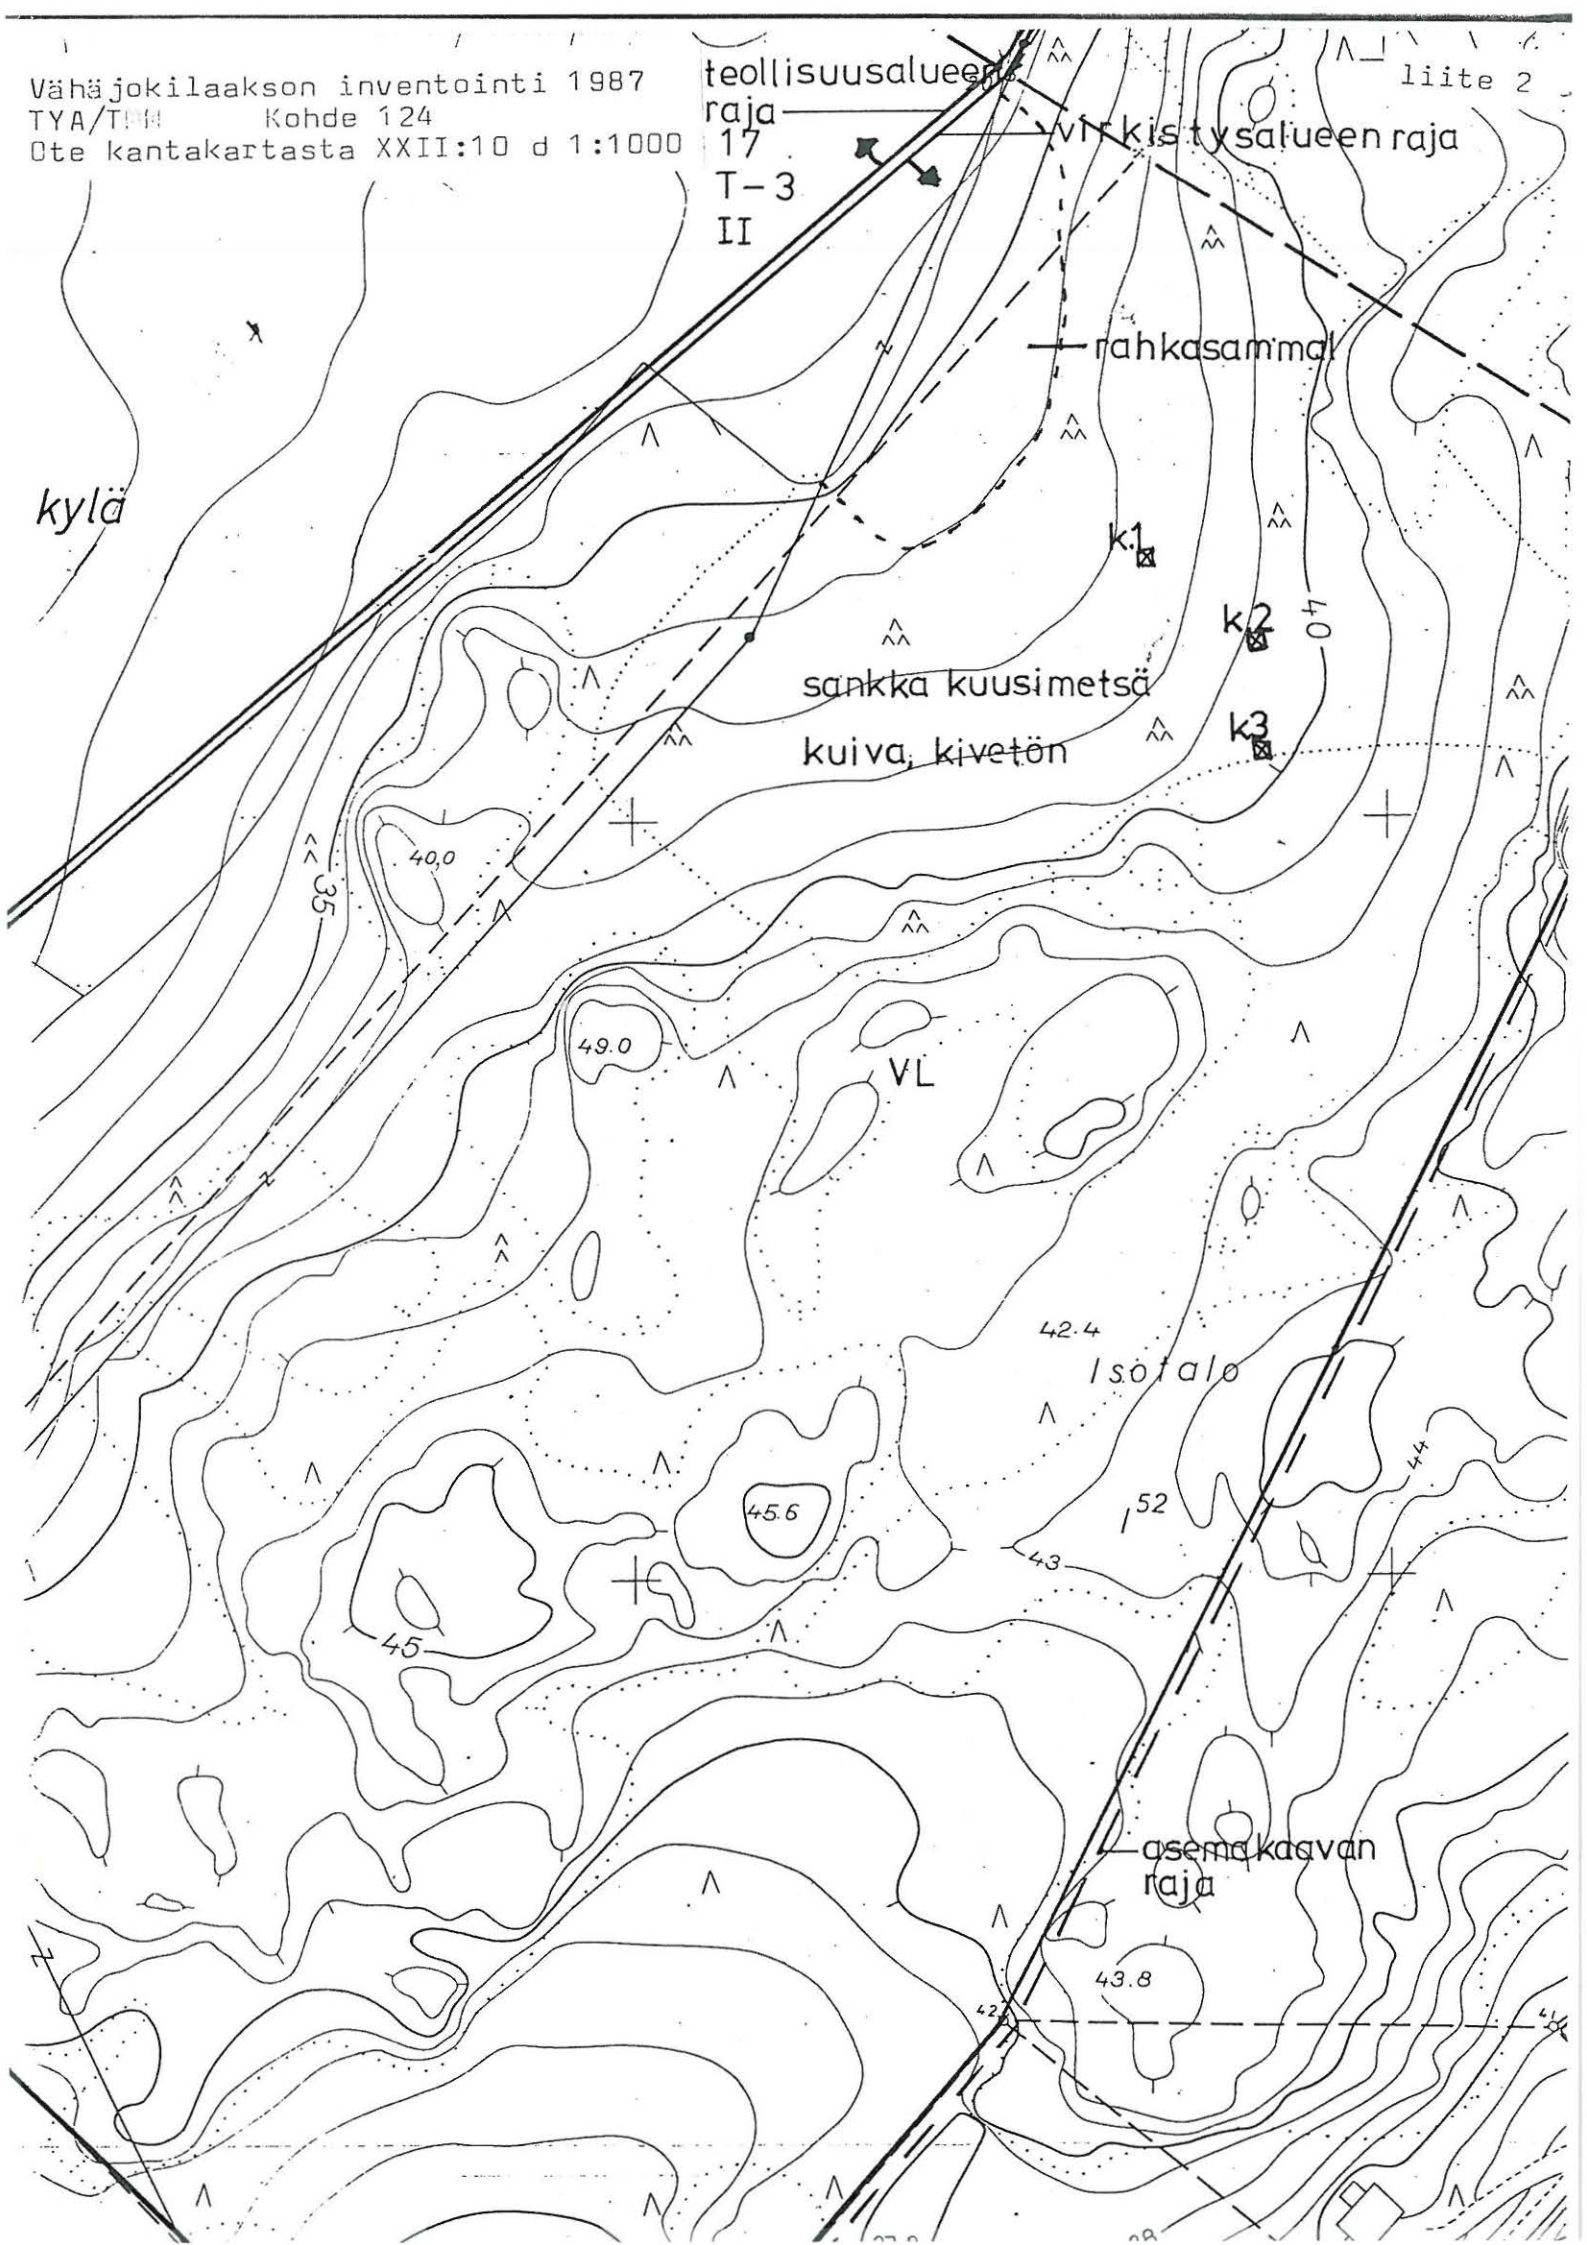 Vähäjokilaakson inventointi 1987
TYA/T Kohde 124
Ote kantakartasta XXII:10 d 1:1000
liite 2
teollisuusalueen
raja
17
T-3
II
virkistysalueen raja
rahkasammal
kylä
k1
k2
40
k3
sankka kuusimetsä
kuiva, kivetön
40,0
35
49.0
VL
42.4
Isotalo
44
45.6
52
43
45
asemakaavan
raja
43.8
42
41